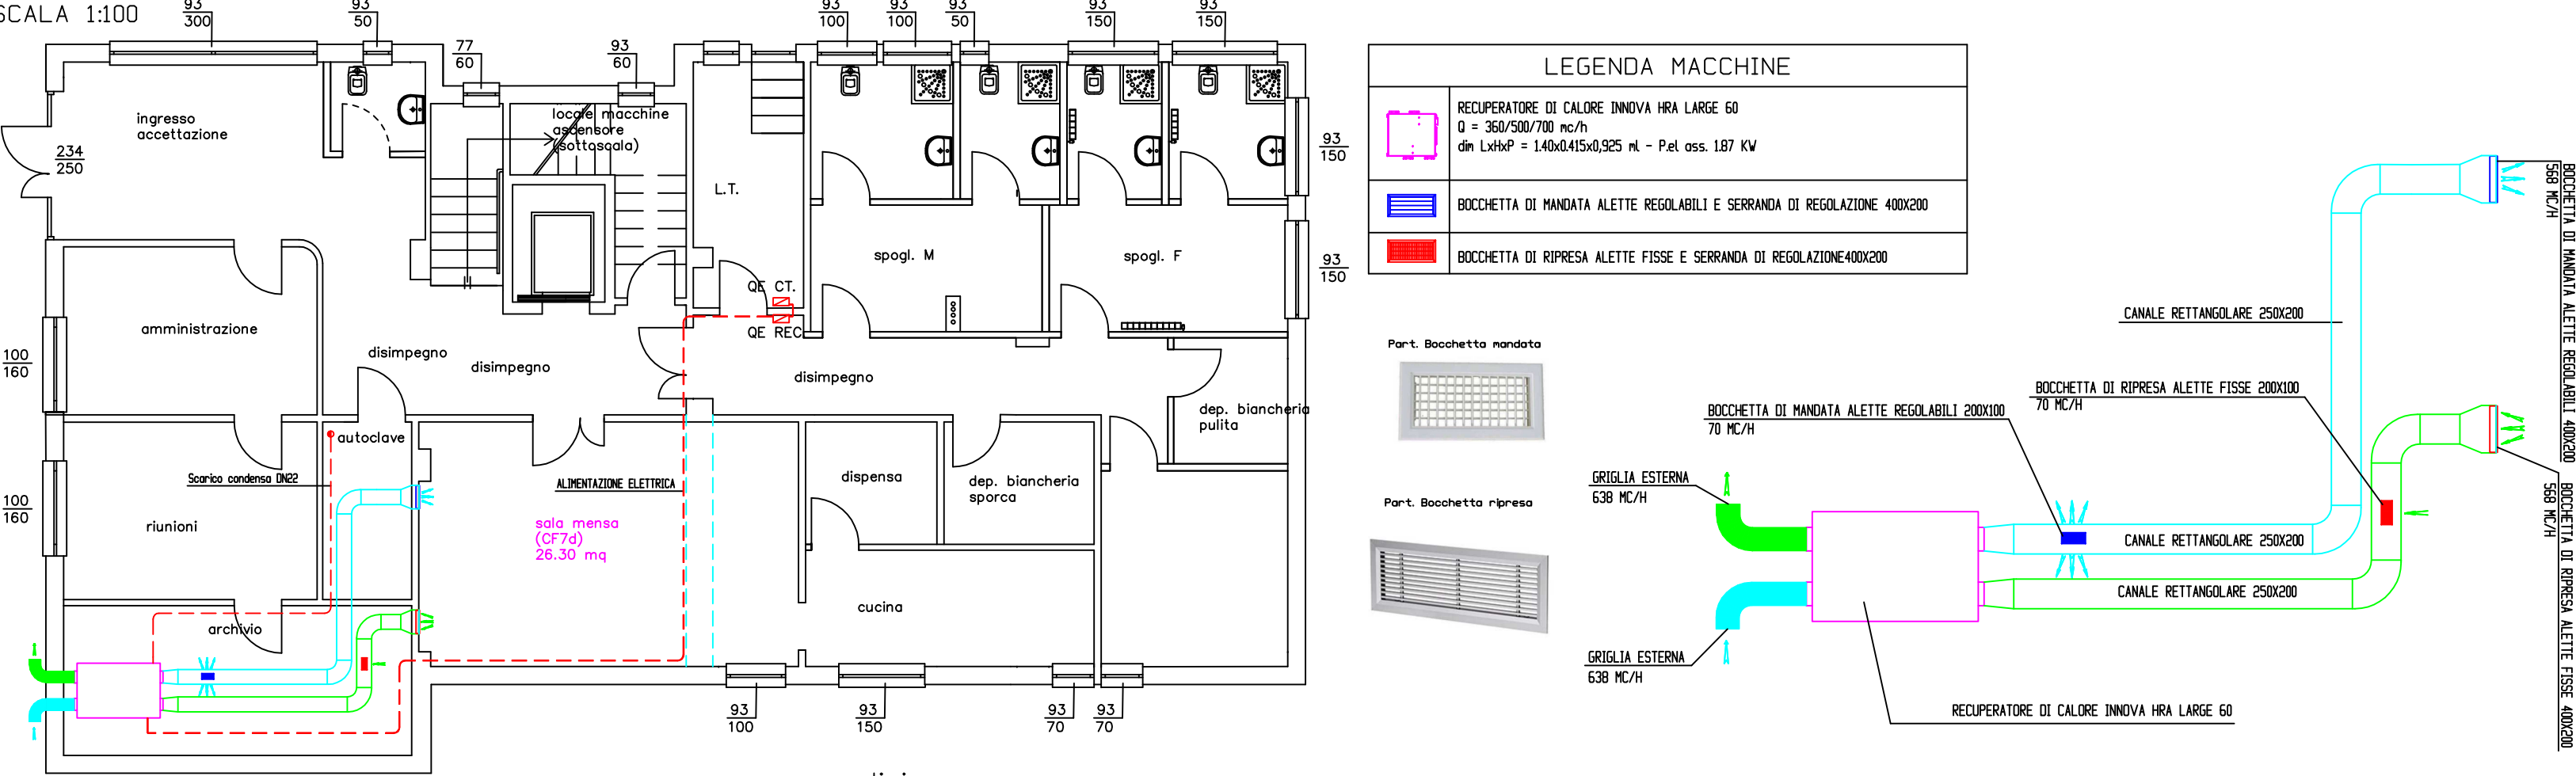 SCALA 1:100
93
300
93
50
77
60
93
60
93
100
93
100
93
50
93
150
93
150
234
250
ingresso
accettazione
locale macchine
ascensore
(sottoscala)
L.T.
93
150
93
150
spogl. M
spogl. F
QE CT.
QE REC
amministrazione
100
160
disimpegno
disimpegno
disimpegno
dep. biancheria
pulita
autoclave
Scarico condensa DN22
ALIMENTAZIONE ELETTRICA
dispensa
dep. biancheria
sporca
100
160
riunioni
sala mensa
(CF7d)
26.30 mq
cucina
archivio
93
100
93
150
93
70
93
70
LEGENDA MACCHINE
RECUPERATORE DI CALORE INNOVA HRA LARGE 60
Q = 360/500/700 mc/h
dim LxHxP = 1.40x0.415x0,925 ml - P.el ass. 1.87 KW
BOCCHETTA DI MANDATA ALETTE REGOLABILI E SERRANDA DI REGOLAZIONE 400X200
BOCCHETTA DI RIPRESA ALETTE FISSE E SERRANDA DI REGOLAZIONE400X200
Part. Bocchetta mandata
Part. Bocchetta ripresa
CANALE RETTANGOLARE 250X200
BOCCHETTA DI RIPRESA ALETTE FISSE 200X100
70 MC/H
BOCCHETTA DI MANDATA ALETTE REGOLABILI 200X100
70 MC/H
GRIGLIA ESTERNA
638 MC/H
CANALE RETTANGOLARE 250X200
CANALE RETTANGOLARE 250X200
GRIGLIA ESTERNA
638 MC/H
RECUPERATORE DI CALORE INNOVA HRA LARGE 60
BOCCHETTA DI MANDATA ALETTE REGOLABILI 400X200
568 MC/H
BOCCHETTA DI RIPRESA ALETTE FISSE 400X200
568 MC/H